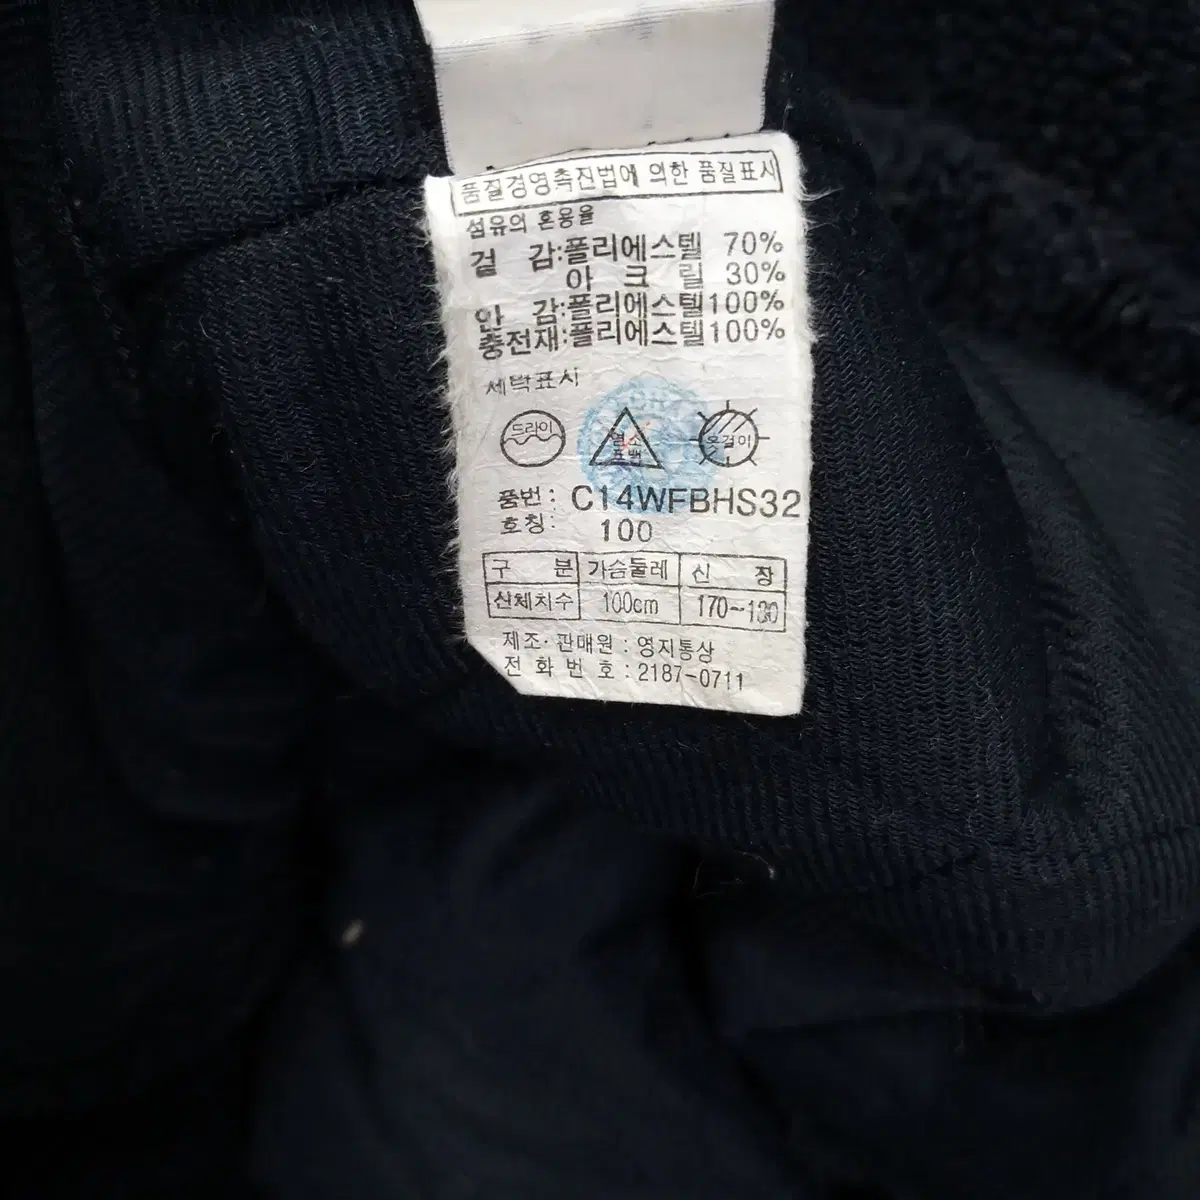 품질경영촉진법에 의한 품질표시
섬유의 혼용율
겉 감:폴리에스텔 70%
아 크 릴 30%
안 감:폴리에스텔100%
충전재:폴리에스텔100%
세탁표시
드라이 염소 표백 옷걸이
품번: C14WFBHS32
호칭: 100
구 분 가슴둘레 신 장
신체치수 100cm 170~180
제조·판매원 : 영지통상
전 화 번 호 : 2187-0711